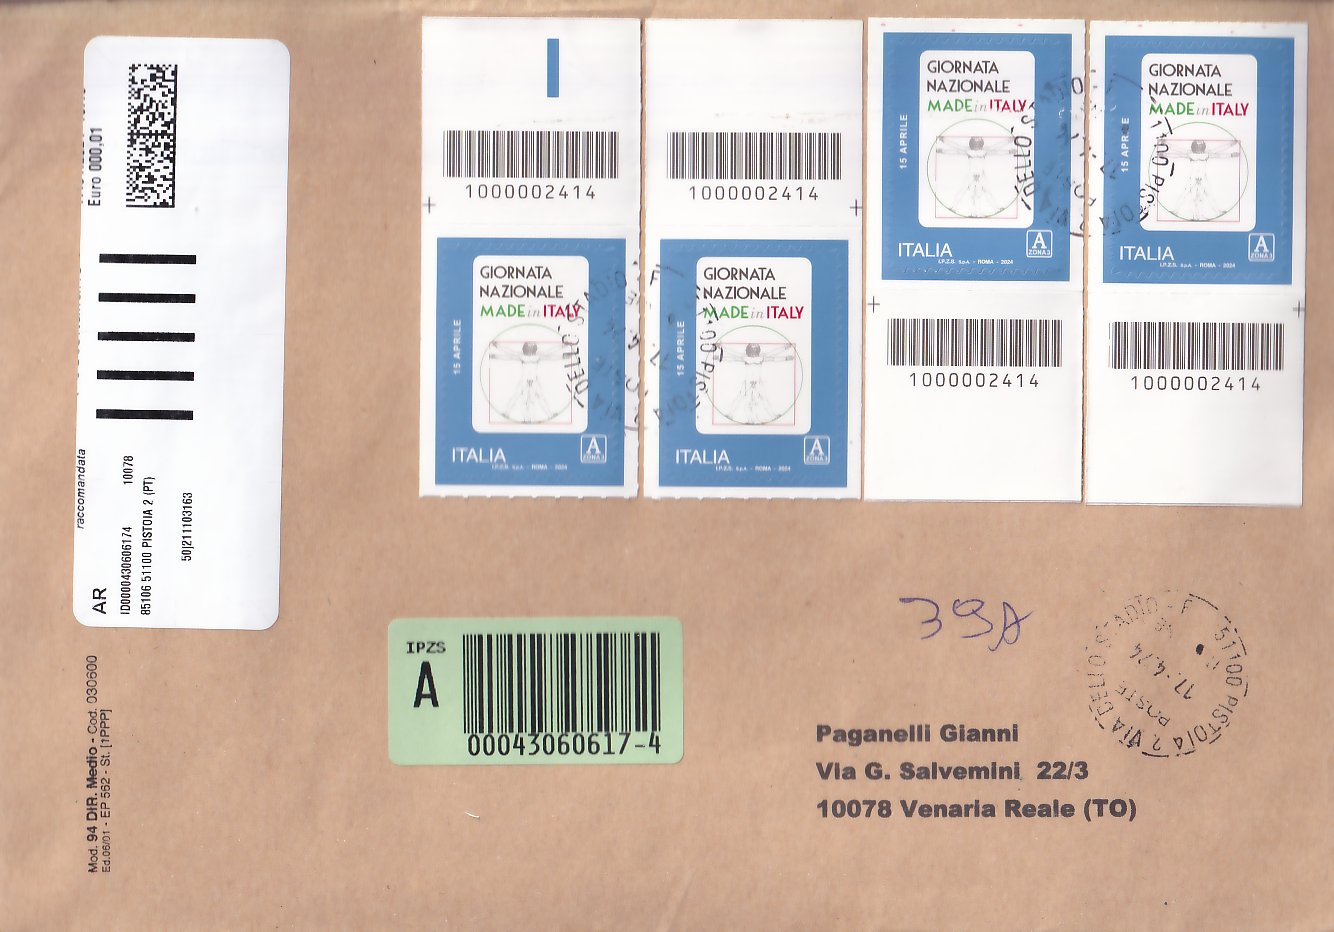 Euro 000,01
raccomandata
AR
ID0000430606174 10078
85106 51100 PISTOIA 2 (PT)
50|211103163
Mod. 94 DIR. Medio - Cod. 030600
Ed.06/01 - EP 562 - St. [1PPP]
1000002414
GIORNATA
NAZIONALE
MADE in ITALY
15 APRILE
ITALIA
A
ZONA 3
I.P.Z.S. S.p.A. - ROMA - 2024
1000002414
GIORNATA
NAZIONALE
MADE in ITALY
15 APRILE
ITALIA
A
ZONA 3
I.P.Z.S. S.p.A. - ROMA - 2024
GIORNATA
NAZIONALE
MADE in ITALY
15 APRILE
ITALIA
A
ZONA 3
I.P.Z.S. S.p.A. - ROMA - 2024
1000002414
GIORNATA
NAZIONALE
MADE in ITALY
15 APRILE
ITALIA
A
ZONA 3
I.P.Z.S. S.p.A. - ROMA - 2024
1000002414
IPZS
A
00043060617-4
51100 PISTOIA 2 VIA DELLO STADIO - F
17.4.24
POSTE
Paganelli Gianni
Via G. Salvemini 22/3
10078 Venaria Reale (TO)